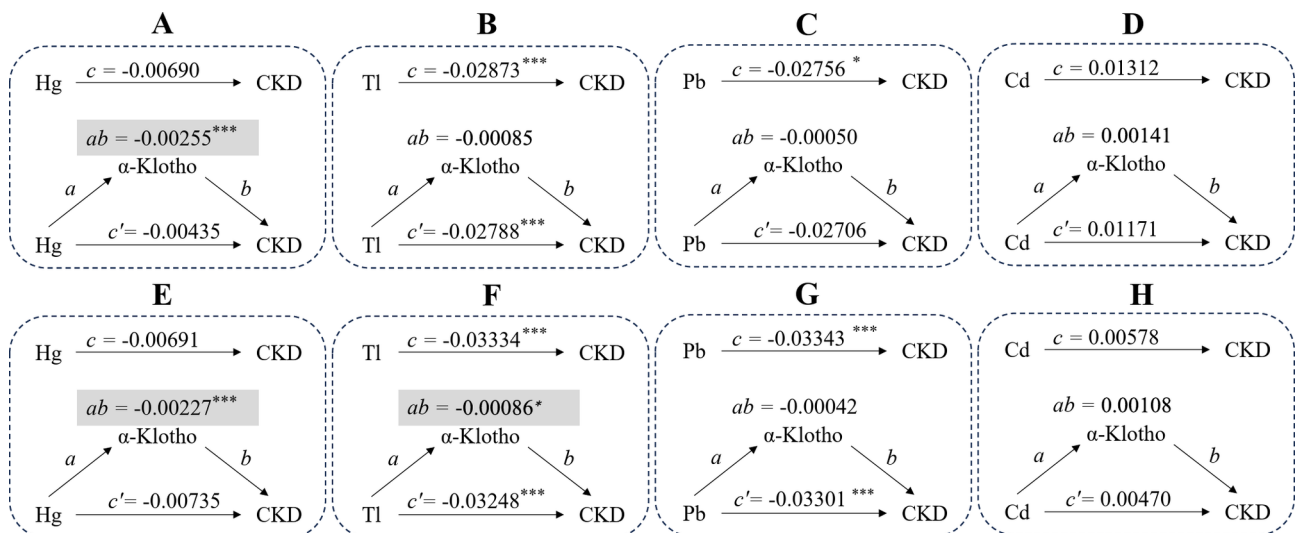 A
B
C
D
Hg c = -0.00690 CKD
ab = -0.00255***
α-Klotho
a b
Hg c′= -0.00435 CKD
Tl c = -0.02873*** CKD
ab = -0.00085
α-Klotho
a b
Tl c′= -0.02788*** CKD
Pb c = -0.02756 * CKD
ab = -0.00050
α-Klotho
a b
Pb c′= -0.02706 CKD
Cd c = 0.01312 CKD
ab = 0.00141
α-Klotho
a b
Cd c′= 0.01171 CKD
E
F
G
H
Hg c = -0.00691 CKD
ab = -0.00227***
α-Klotho
a b
Hg c′= -0.00735 CKD
Tl c = -0.03334*** CKD
ab = -0.00086*
α-Klotho
a b
Tl c′= -0.03248*** CKD
Pb c = -0.03343 *** CKD
ab = -0.00042
α-Klotho
a b
Pb c′= -0.03301 *** CKD
Cd c = 0.00578 CKD
ab = 0.00108
α-Klotho
a b
Cd c′= 0.00470 CKD